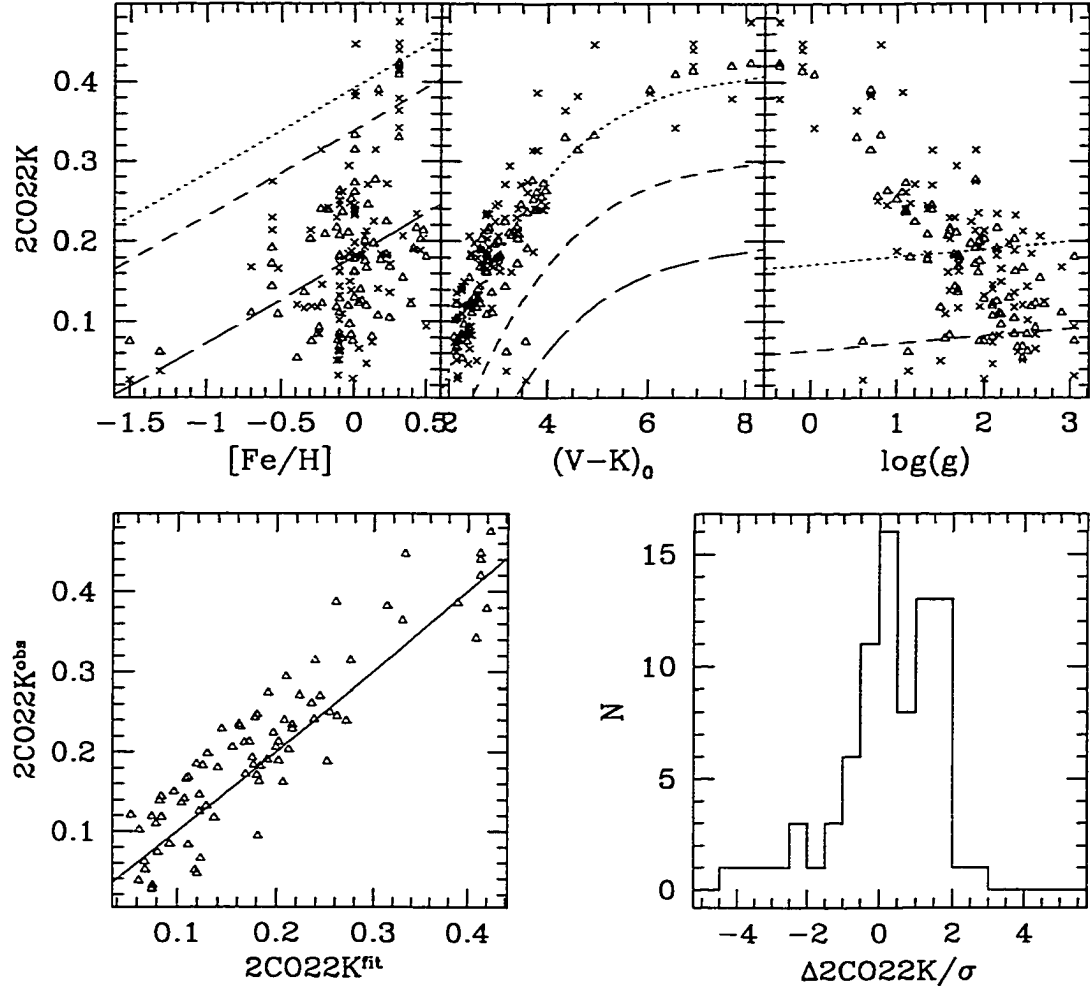 2CO22K
0.4
0.3
0.2
0.1
-1.5 -1 -0.5 0 0.5
[Fe/H]
2 4 6 8
(V-K)₀
0 1 2 3
log(g)
2CO22Kᵒᵇˢ
0.4
0.3
0.2
0.1
0.1 0.2 0.3 0.4
2CO22Kᶠⁱᵗ
N
15
10
5
0
-4 -2 0 2 4
Δ2CO22K/σ